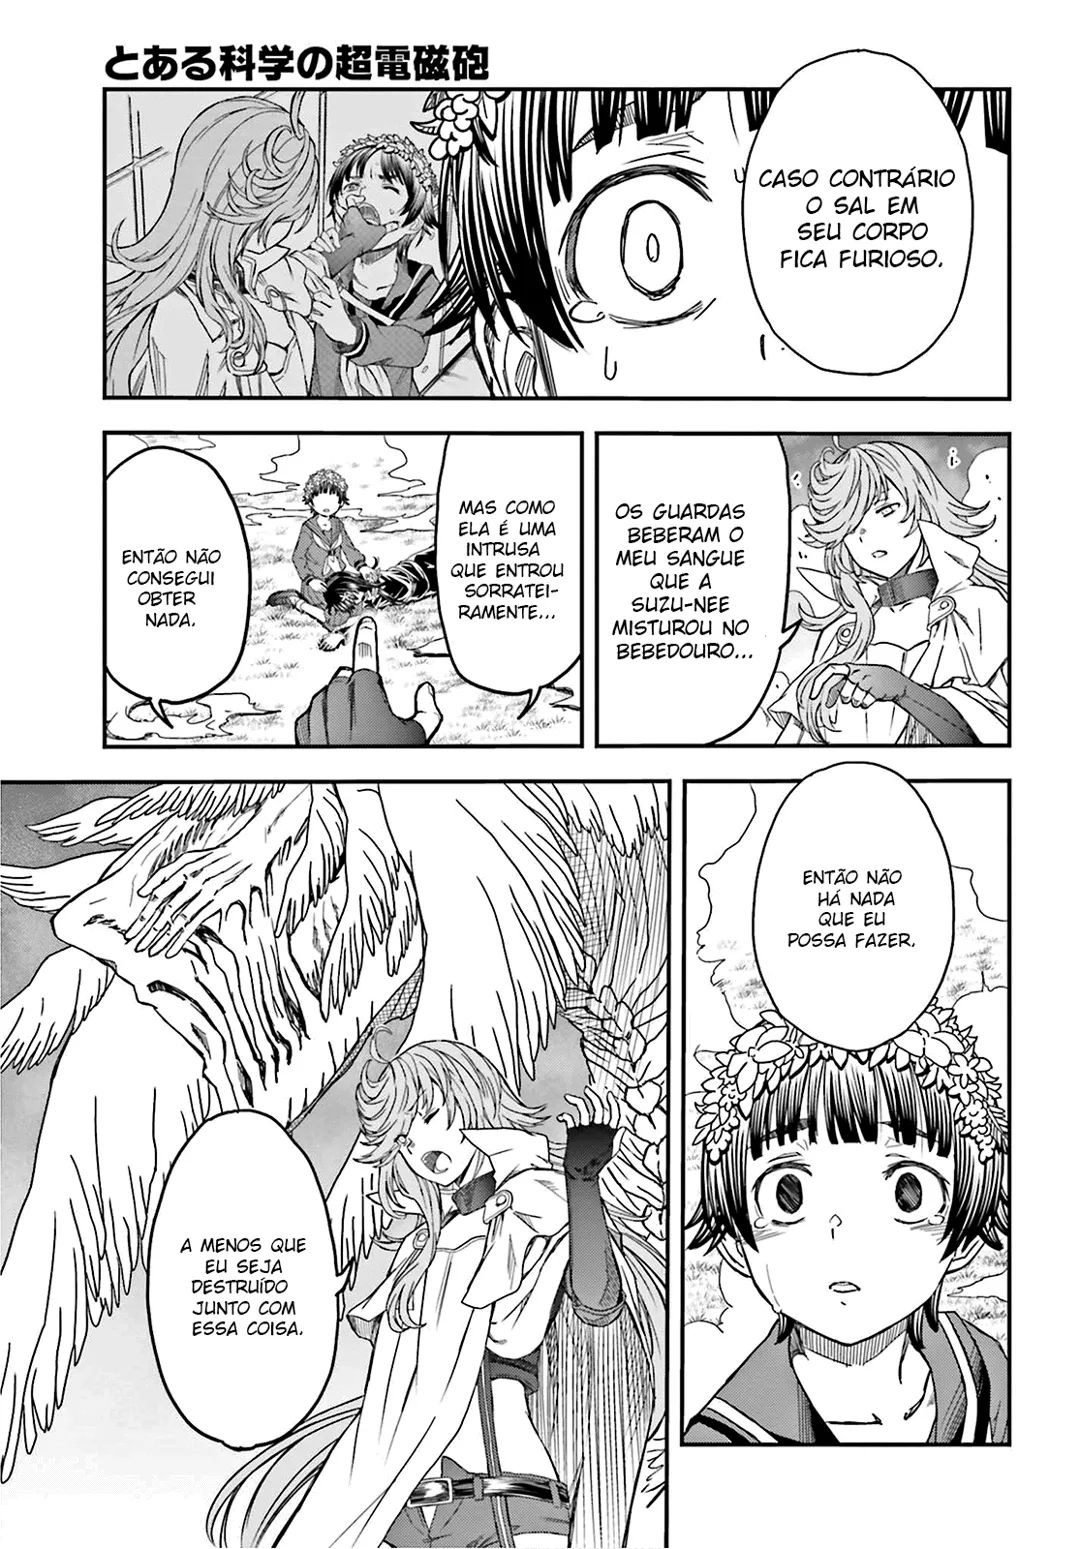 とある科学の超電磁砲
CASO CONTRÁRIO
O SAL EM
SEU CORPO
FICA FURIOSO.
OS GUARDAS
BEBERAM O
MEU SANGUE
QUE A
SUZU-NEE
MISTUROU NO
BEBEDOURO...
MAS COMO
ELA É UMA
INTRUSA
QUE ENTROU
SORRATEI-
RAMENTE...
ENTÃO NÃO
CONSEGUI
OBTER
NADA.
ENTÃO NÃO
HÁ NADA
QUE EU
POSSA FAZER.
A MENOS QUE
EU SEJA
DESTRUÍDO
JUNTO COM
ESSA COISA.